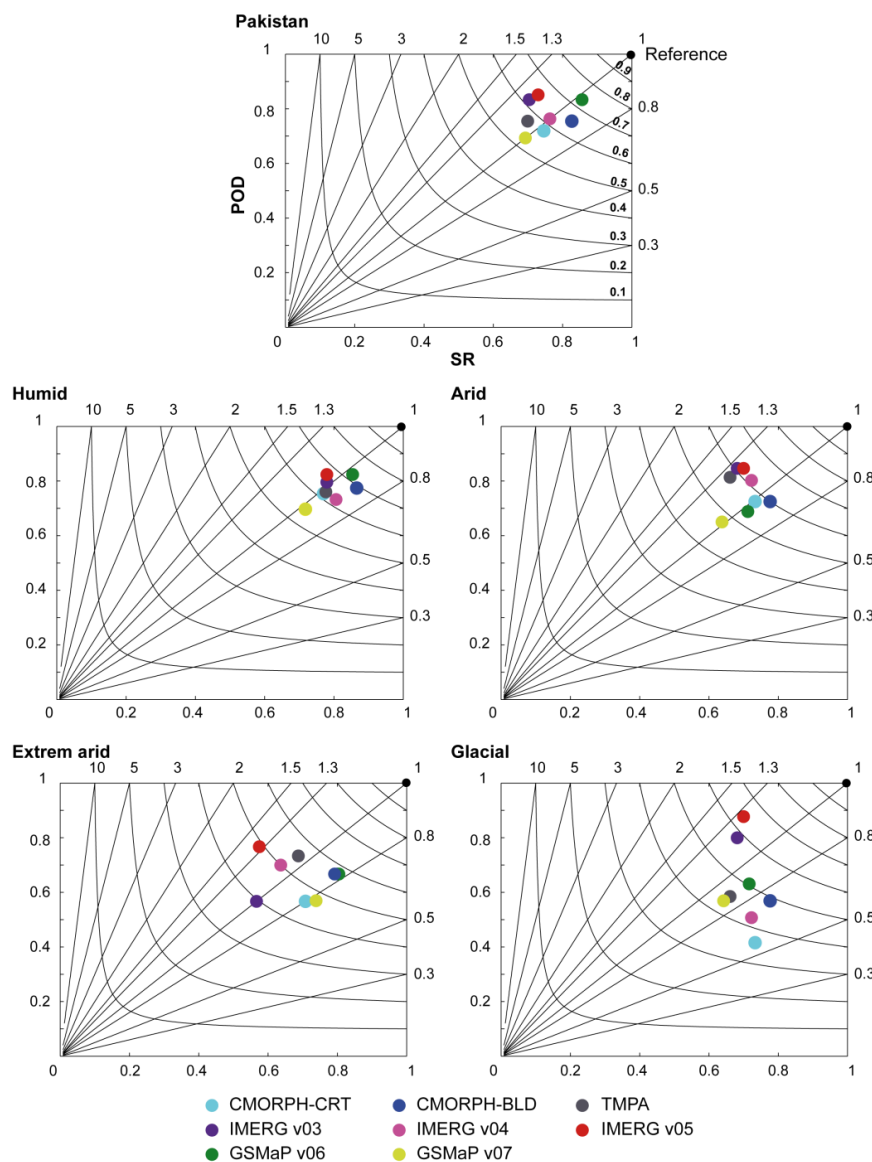 Pakistan
10 5 3 2 1.5 1.3 1
1 Reference
0.9
0.8 0.8 0.8
0.7
POD 0.6 0.6
0.5 0.5
0.4 0.4
0.3 0.3
0.2 0.2
0.1
0 0.2 0.4 0.6 0.8 1
SR
Humid
10 5 3 2 1.5 1.3 1
1
0.8 0.8
0.6
0.5
0.4
0.3
0.2
0 0.2 0.4 0.6 0.8 1
Arid
10 5 3 2 1.5 1.3 1
1
0.8 0.8
0.6
0.5
0.4
0.3
0.2
0 0.2 0.4 0.6 0.8 1
Extrem arid
10 5 3 2 1.5 1.3 1
1
0.8 0.8
0.6
0.5
0.4
0.3
0.2
0 0.2 0.4 0.6 0.8 1
Glacial
10 5 3 2 1.5 1.3 1
1
0.8 0.8
0.6
0.5
0.4
0.3
0.2
0 0.2 0.4 0.6 0.8 1
CMORPH-CRT CMORPH-BLD TMPA
IMERG v03 IMERG v04 IMERG v05
GSMaP v06 GSMaP v07